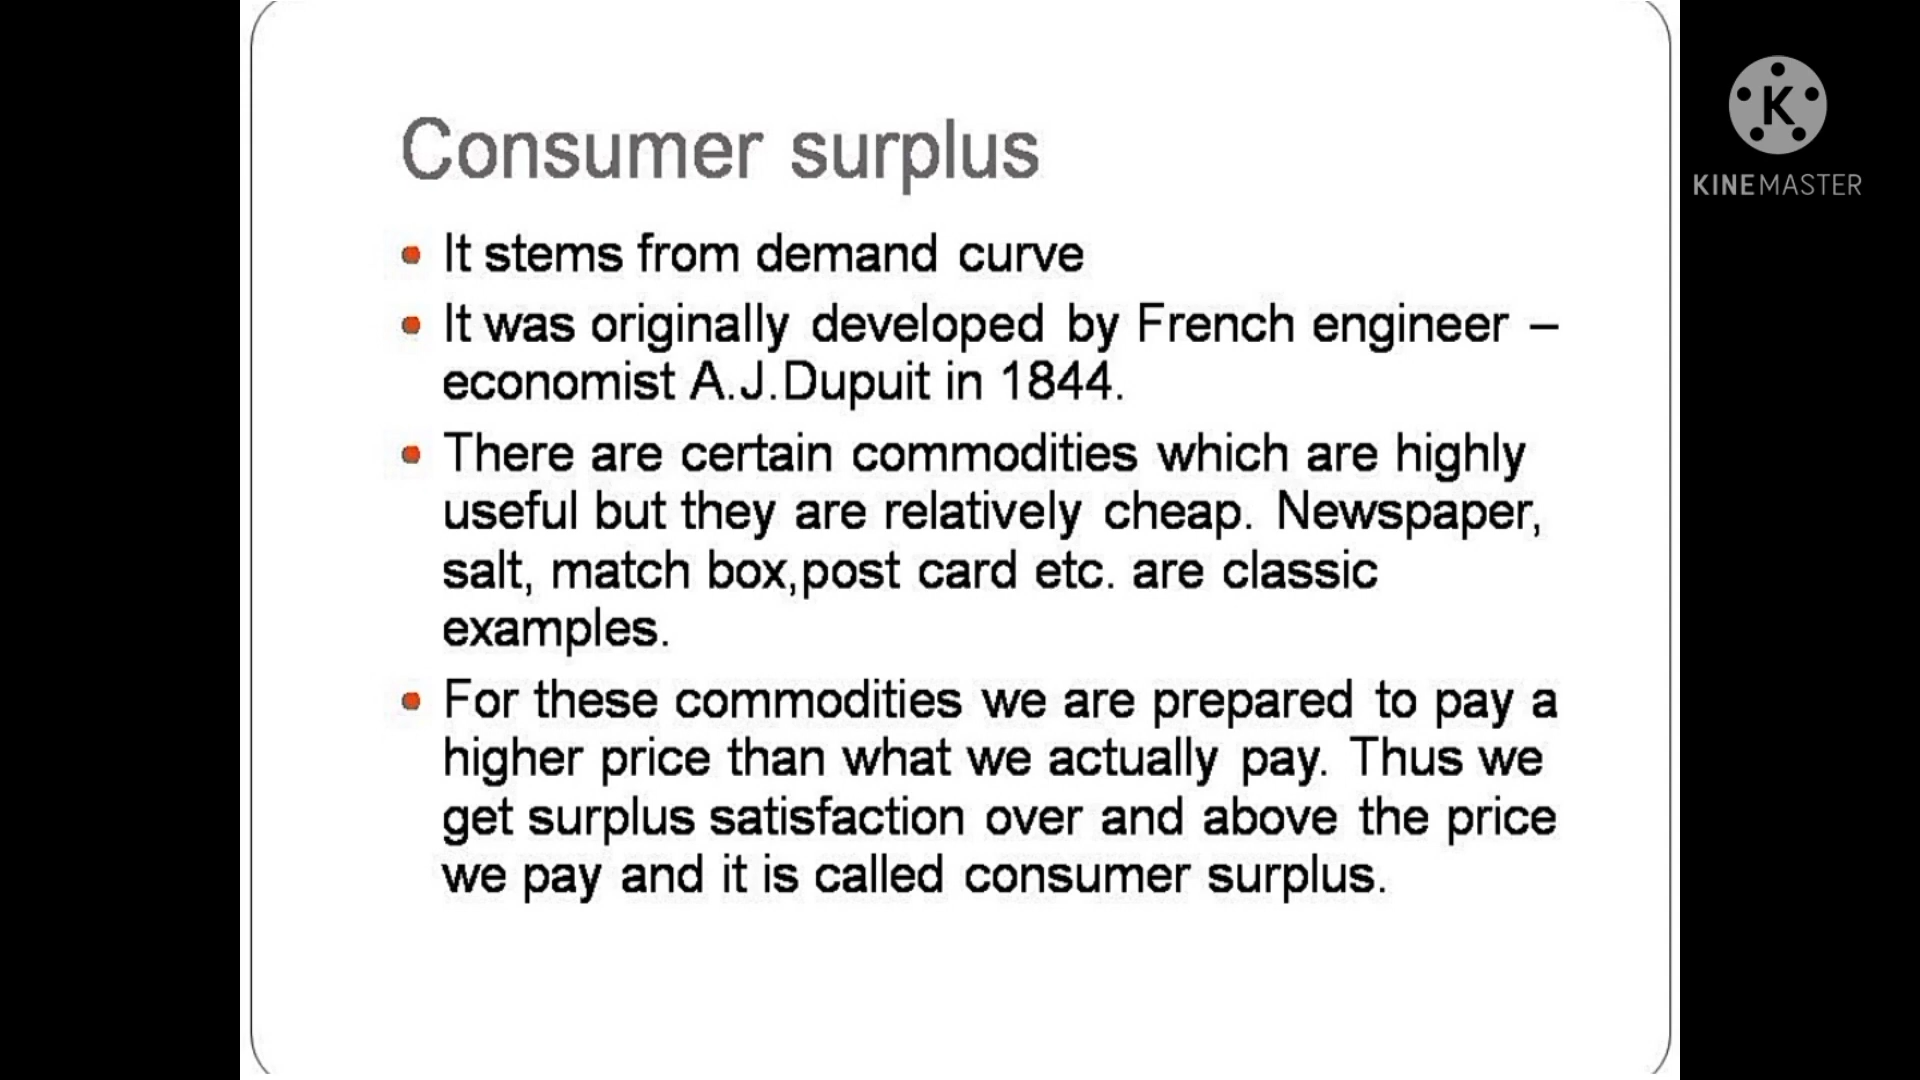 Consumer surplus
• It stems from demand curve
• It was originally developed by French engineer –
economist A.J.Dupuit in 1844.
• There are certain commodities which are highly
useful but they are relatively cheap. Newspaper,
salt, match box,post card etc. are classic
examples.
• For these commodities we are prepared to pay a
higher price than what we actually pay. Thus we
get surplus satisfaction over and above the price
we pay and it is called consumer surplus.
K
KINEMASTER